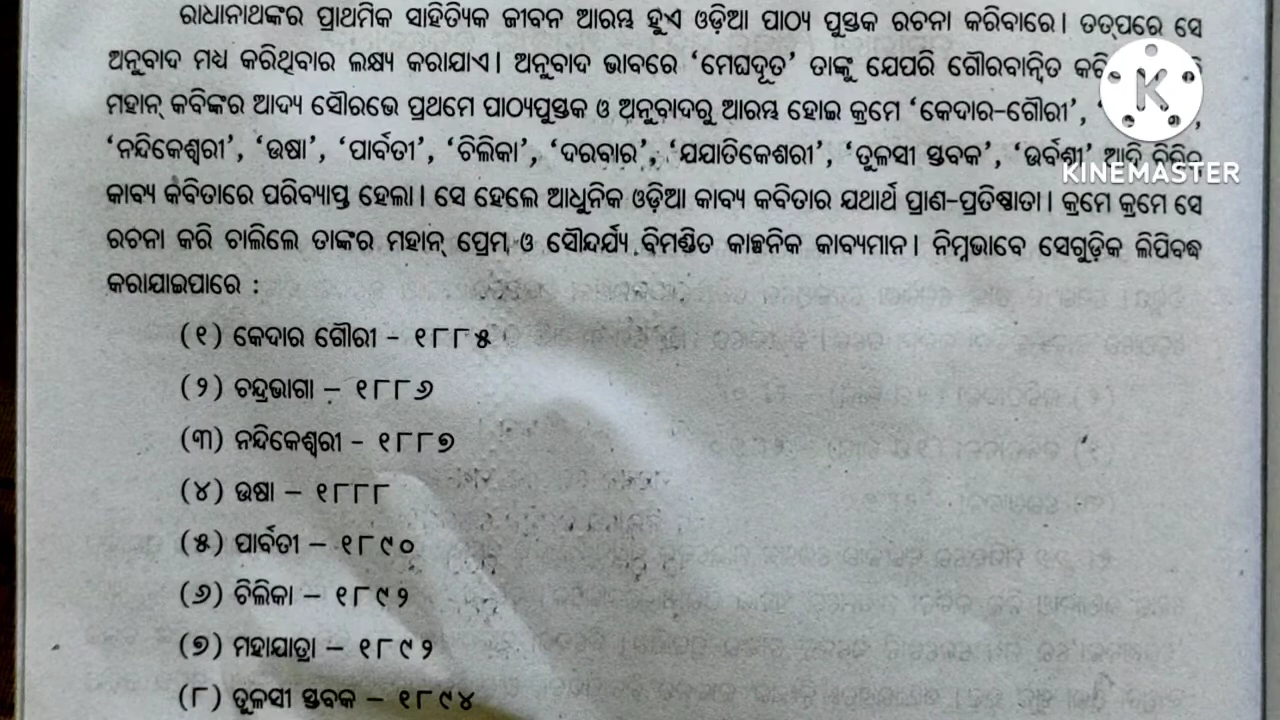 ରାଧାନାଥଙ୍କର ପ୍ରାଥମିକ ସାହିତ୍ୟିକ ଜୀବନ ଆରମ୍ଭ ହୁଏ ଓଡ଼ିଆ ପାଠ୍ୟ ପୁସ୍ତକ ରଚନା କରିବାରେ। ତତ୍ପରେ ସେ
ଅନୁବାଦ ମଧ୍ୟ କରିଥିବାର ଲକ୍ଷ୍ୟ କରାଯାଏ। ଅନୁବାଦ ଭାବରେ ‘ମେଘଦୂତ’ ତାଙ୍କୁ ଯେପରି ଗୌରବାନ୍ୱିତ
ମହାନ୍ କବିଙ୍କର ଆଦ୍ୟ ସୌରଭେ ପ୍ରଥମେ ପାଠ୍ୟପୁସ୍ତକ ଓ ଅନୁବାଦରୁ ଆରମ୍ଭ ହୋଇ କ୍ରମେ ‘କେଦାର-ଗୌରୀ’,
‘ନନ୍ଦିକେଶ୍ୱରୀ’, ‘ଉଷା’, ‘ପାର୍ବତୀ’, ‘ଚିଲିକା’, ‘ଦରବାର’, ‘ଯଯାତିକେଶରୀ’, ‘ତୁଳସୀ ସ୍ତବକ’, ‘ଉର୍ବଶୀ’ ଆଦି ବିଭିନ୍ନ
KINEMASTER
କାବ୍ୟ କବିତାରେ ପରିବ୍ୟାପ୍ତ ହେଲା। ସେ ହେଲେ ଆଧୁନିକ ଓଡ଼ିଆ କାବ୍ୟ କବିତାର ଯଥାର୍ଥ ପ୍ରାଣ-ପ୍ରତିଷ୍ଠାତା। କ୍ରମେ କ୍ରମେ ସେ
ରଚନା କରି ଚାଲିଲେ ତାଙ୍କର ମହାନ୍ ପ୍ରେମ ଓ ସୌନ୍ଦର୍ଯ୍ୟ ବିମଣ୍ଡିତ କାଳ୍ପନିକ କାବ୍ୟମାନ। ନିମ୍ନଭାବେ ସେଗୁଡ଼ିକ ଲିପିବଦ୍ଧ
କରାଯାଇପାରେ :
(୧) କେଦାର ଗୌରୀ – ୧୮୮୫
(୨) ଚନ୍ଦ୍ରଭାଗା – ୧୮୮୬
(୩) ନନ୍ଦିକେଶ୍ୱରୀ – ୧୮୮୭
(୪) ଉଷା – ୧୮୮୮
(୫) ପାର୍ବତୀ – ୧୮୯୦
(୬) ଚିଲିକା – ୧୮୯୨
(୭) ମହାଯାତ୍ରା – ୧୮୯୨
(୮) ତୁଳସୀ ସ୍ତବକ – ୧୮୯୪